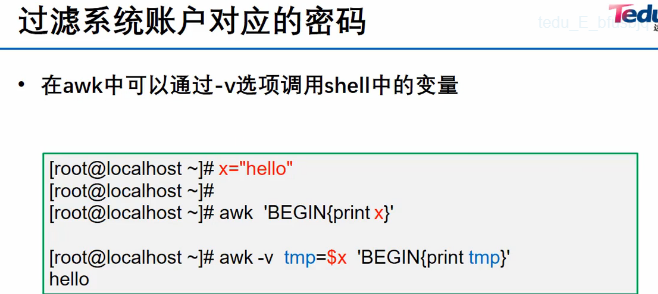 过滤系统账户对应的密码
Tedu
• 在awk中可以通过-v选项调用shell中的变量
[root@localhost ~]# x="hello"
[root@localhost ~]#
[root@localhost ~]# awk 'BEGIN{print x}'
[root@localhost ~]# awk -v tmp=$x 'BEGIN{print tmp}'
hello